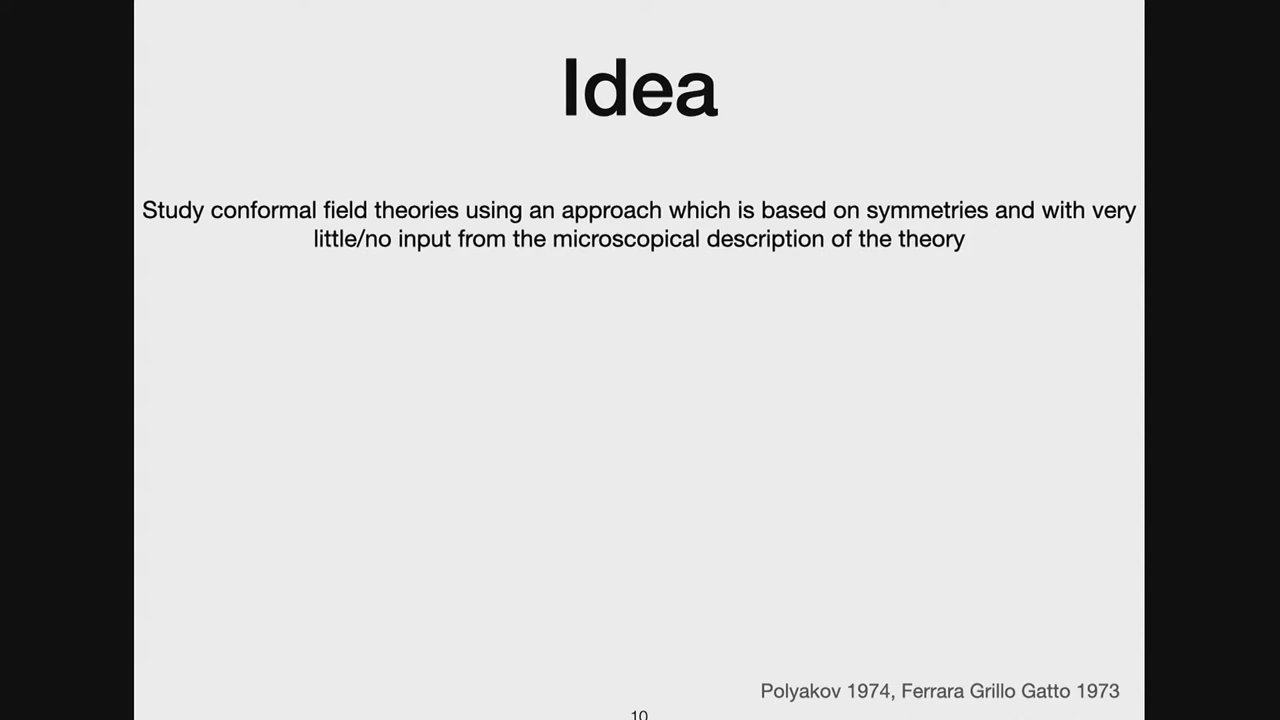 Idea
Study conformal field theories using an approach which is based on symmetries and with very
little/no input from the microscopical description of the theory
Polyakov 1974, Ferrara Grillo Gatto 1973
10